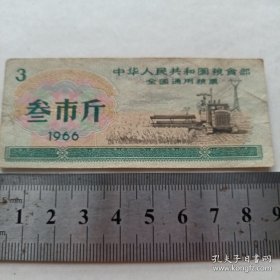 3
中华人民共和国粮食部
全国通用粮票
叁市斤
1966
1 2 3 4 5 6 7 8 9
孔夫子旧书网